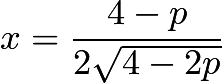 x = \frac{4-p}{2\sqrt{4-2p}}